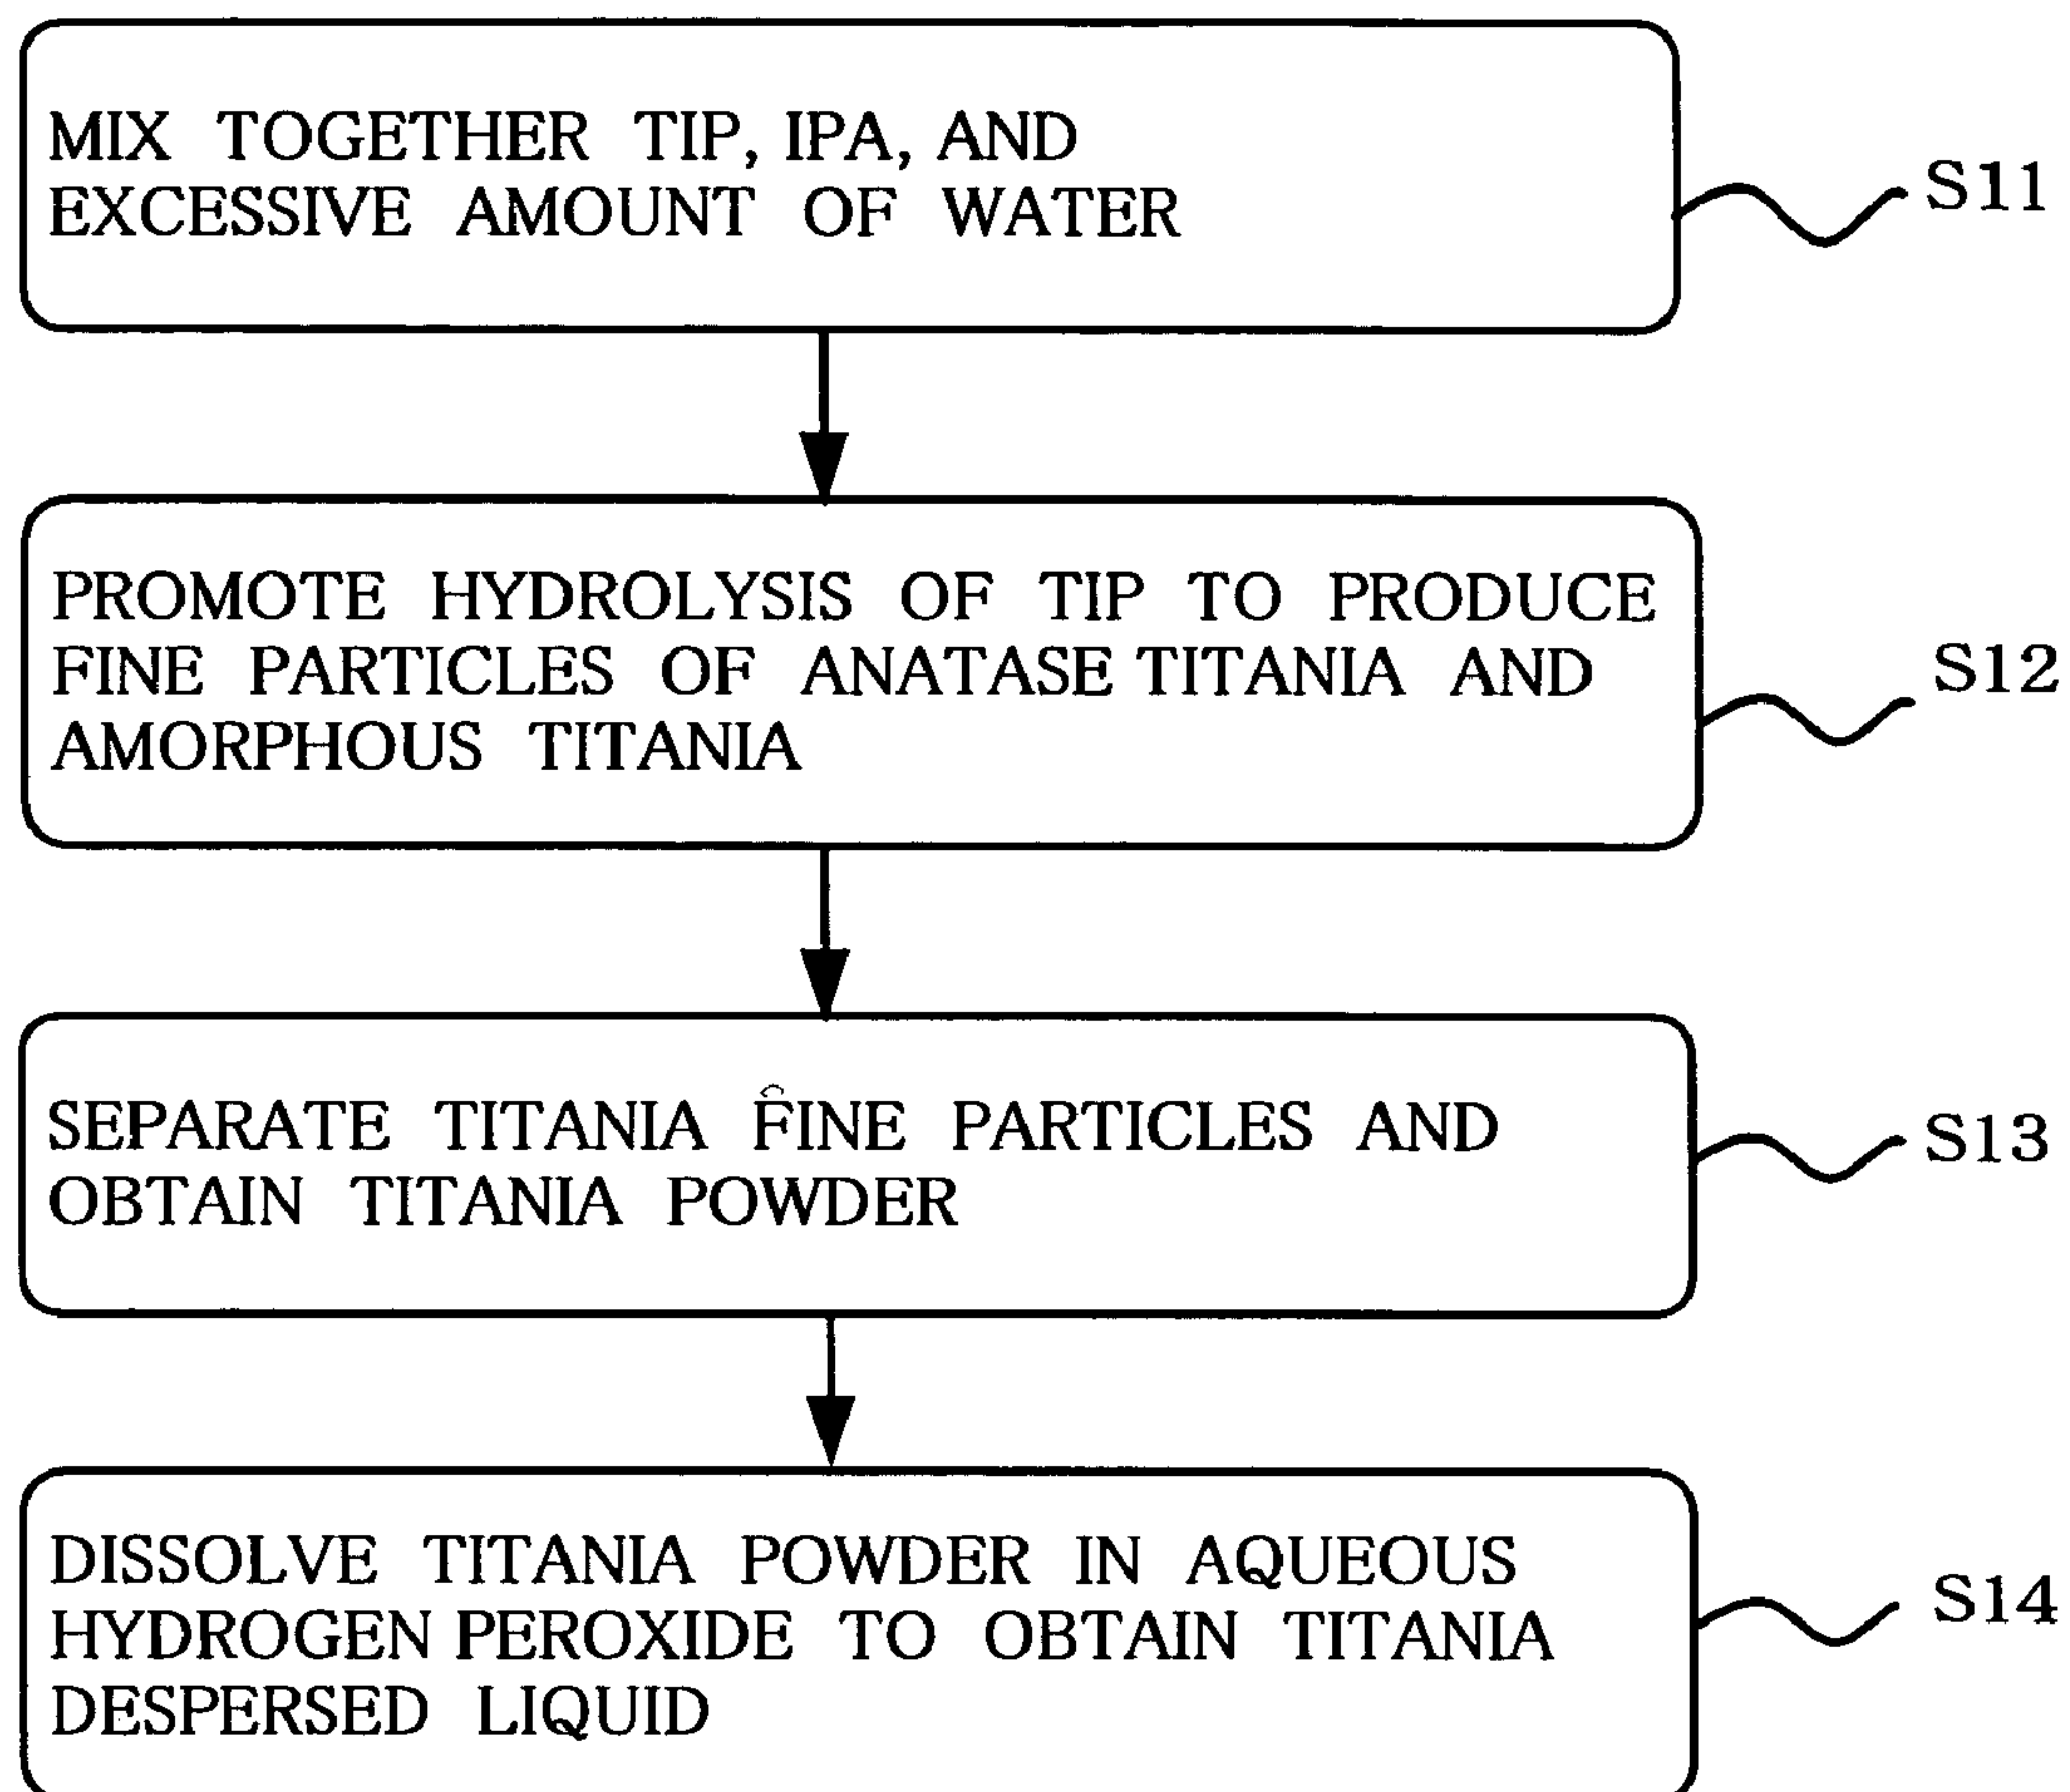 MIX TOGETHER TIP, IPA, AND
EXCESSIVE AMOUNT OF WATER
S11
PROMOTE HYDROLYSIS OF TIP TO PRODUCE
FINE PARTICLES OF ANATASE TITANIA AND
AMORPHOUS TITANIA
S12
SEPARATE TITANIA FINE PARTICLES AND
OBTAIN TITANIA POWDER
S13
DISSOLVE TITANIA POWDER IN AQUEOUS
HYDROGEN PEROXIDE TO OBTAIN TITANIA
DESPERSED LIQUID
S14